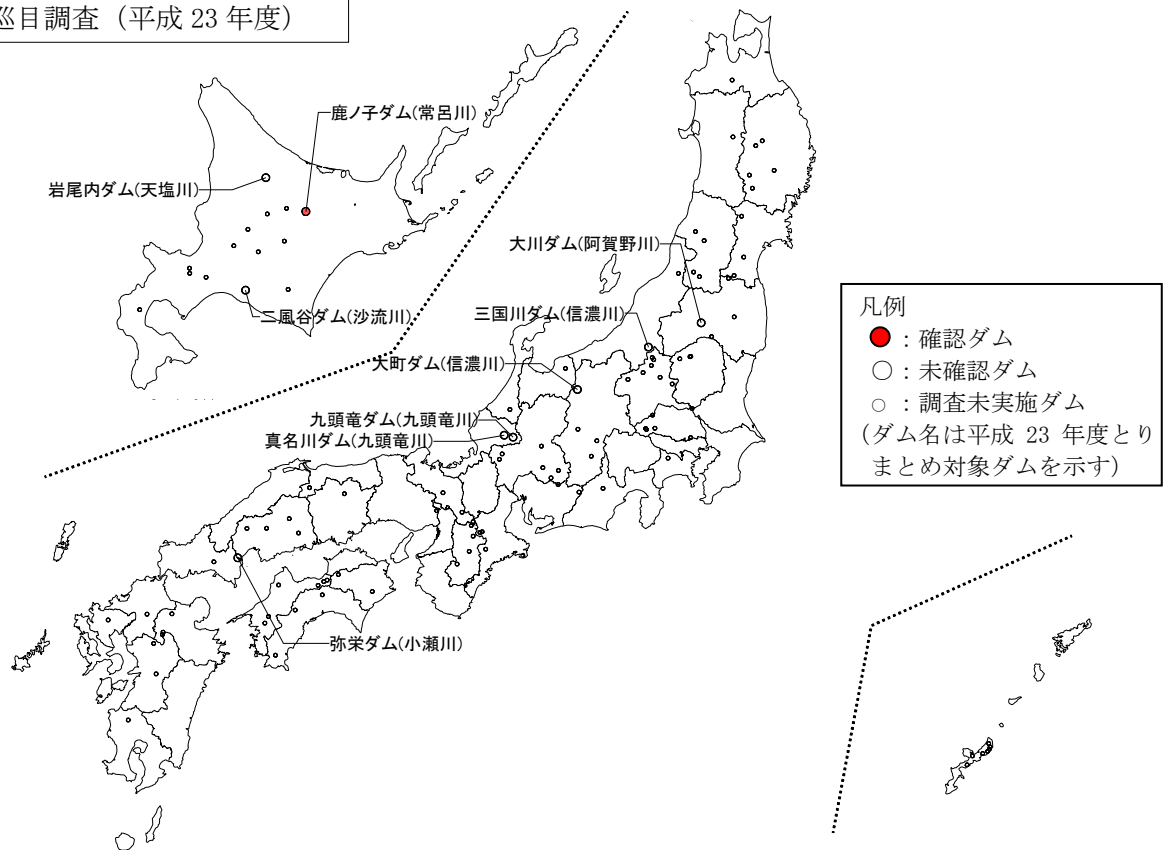 巡目調査（平成 23 年度）
鹿ノ子ダム(常呂川)
岩尾内ダム(天塩川)
大川ダム(阿賀野川)
二風谷ダム(沙流川)
三国川ダム(信濃川)
大町ダム(信濃川)
九頭竜ダム(九頭竜川)
真名川ダム(九頭竜川)
弥栄ダム(小瀬川)
凡例
●：確認ダム
○：未確認ダム
○：調査未実施ダム
(ダム名は平成 23 年度とり
まとめ対象ダムを示す)